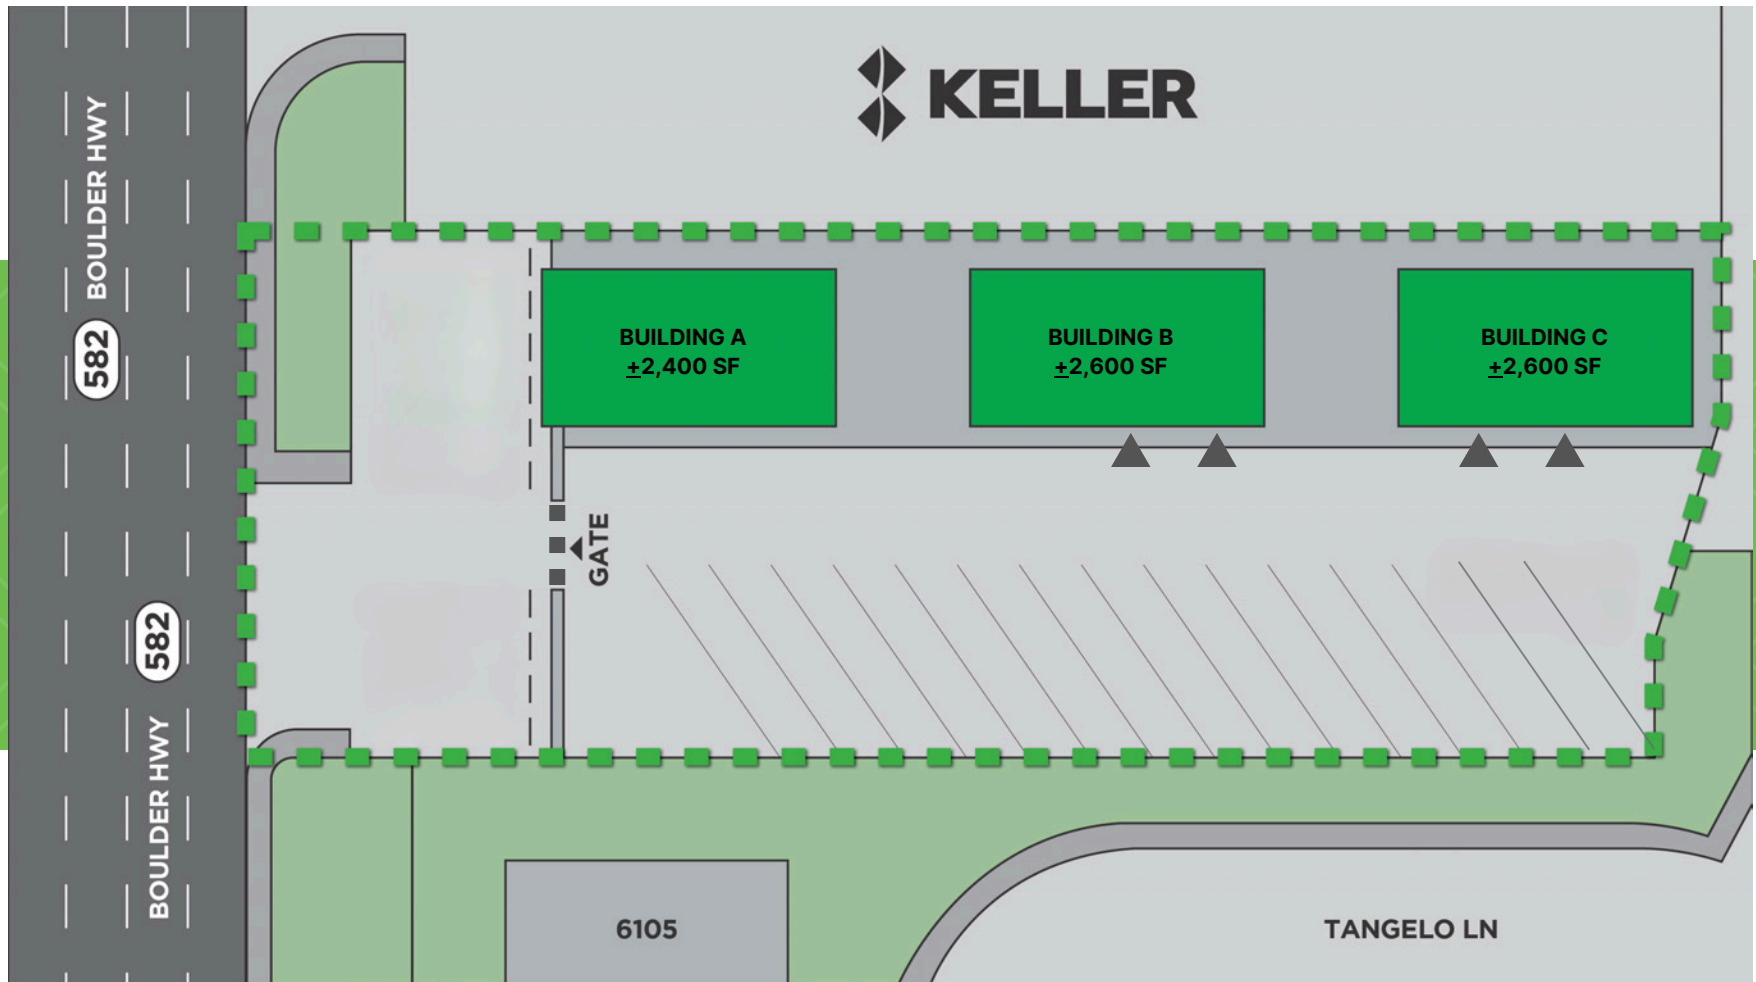 KELLER
BOULDER HWY
582
BUILDING A
+2,400 SF
BUILDING B
+2,600 SF
BUILDING C
+2,600 SF
GATE
582
BOULDER HWY
6105
TANGELO LN